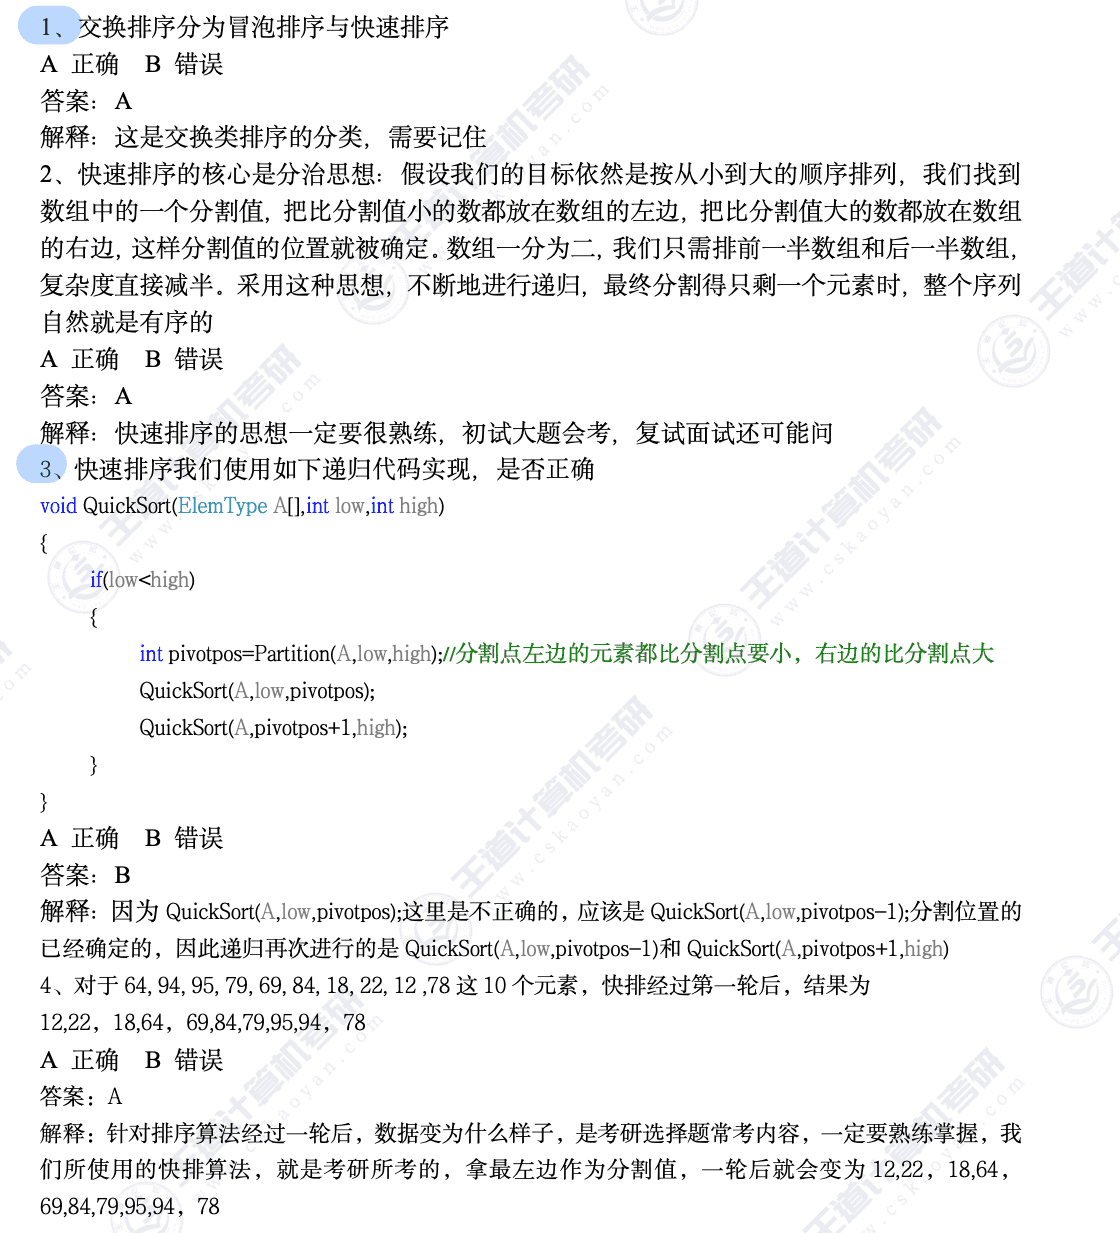 1、交换排序分为冒泡排序与快速排序
A 正确 B 错误
答案：A
解释：这是交换类排序的分类，需要记住
2、快速排序的核心是分治思想：假设我们的目标依然是按从小到大的顺序排列，我们找到
数组中的一个分割值，把比分割值小的数都放在数组的左边，把比分割值大的数都放在数组
的右边，这样分割值的位置就被确定。数组一分为二，我们只需排前一半数组和后一半数组，
复杂度直接减半。采用这种思想，不断地进行递归，最终分割得只剩一个元素时，整个序列
自然就是有序的
A 正确 B 错误
答案：A
解释：快速排序的思想一定要很熟练，初试大题会考，复试面试还可能问
3、快速排序我们使用如下递归代码实现，是否正确
void QuickSort(ElemType A[],int low,int high)
{
if(low<high)
{
int pivotpos=Partition(A,low,high);//分割点左边的元素都比分割点要小，右边的比分割点大
QuickSort(A,low,pivotpos);
QuickSort(A,pivotpos+1,high);
}
}
A 正确 B 错误
答案：B
解释：因为 QuickSort(A,low,pivotpos);这里是不正确的，应该是 QuickSort(A,low,pivotpos-1);分割位置的
已经确定的，因此递归再次进行的是 QuickSort(A,low,pivotpos-1)和 QuickSort(A,pivotpos+1,high)
4、对于 64, 94, 95, 79, 69, 84, 18, 22, 12 ,78 这 10 个元素，快排经过第一轮后，结果为
12,22，18,64，69,84,79,95,94，78
A 正确 B 错误
答案：A
解释：针对排序算法经过一轮后，数据变为什么样子，是考研选择题常考内容，一定要熟练掌握，我
们所使用的快排算法，就是考研所考的，拿最左边作为分割值，一轮后就会变为 12,22，18,64，
69,84,79,95,94，78
王道计算机考研
www.cskaoyan.com